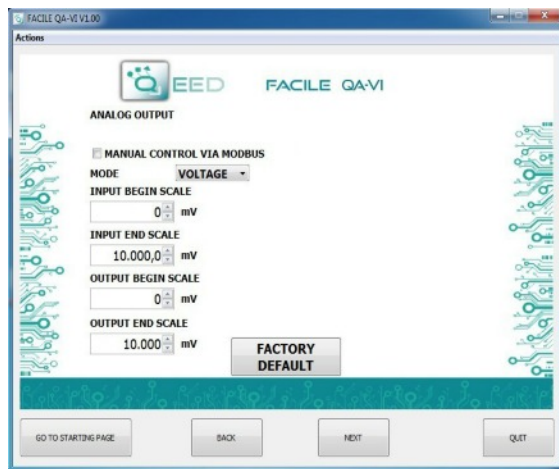 FACILE QA-VI V1.00
Actions
QEED FACILE QA-VI
ANALOG OUTPUT
MANUAL CONTROL VIA MODBUS
MODE VOLTAGE
INPUT BEGIN SCALE
0 mV
INPUT END SCALE
10.000,0 mV
OUTPUT BEGIN SCALE
0 mV
OUTPUT END SCALE
10.000 mV
FACTORY
DEFAULT
GO TO STARTING PAGE BACK NEXT QUIT